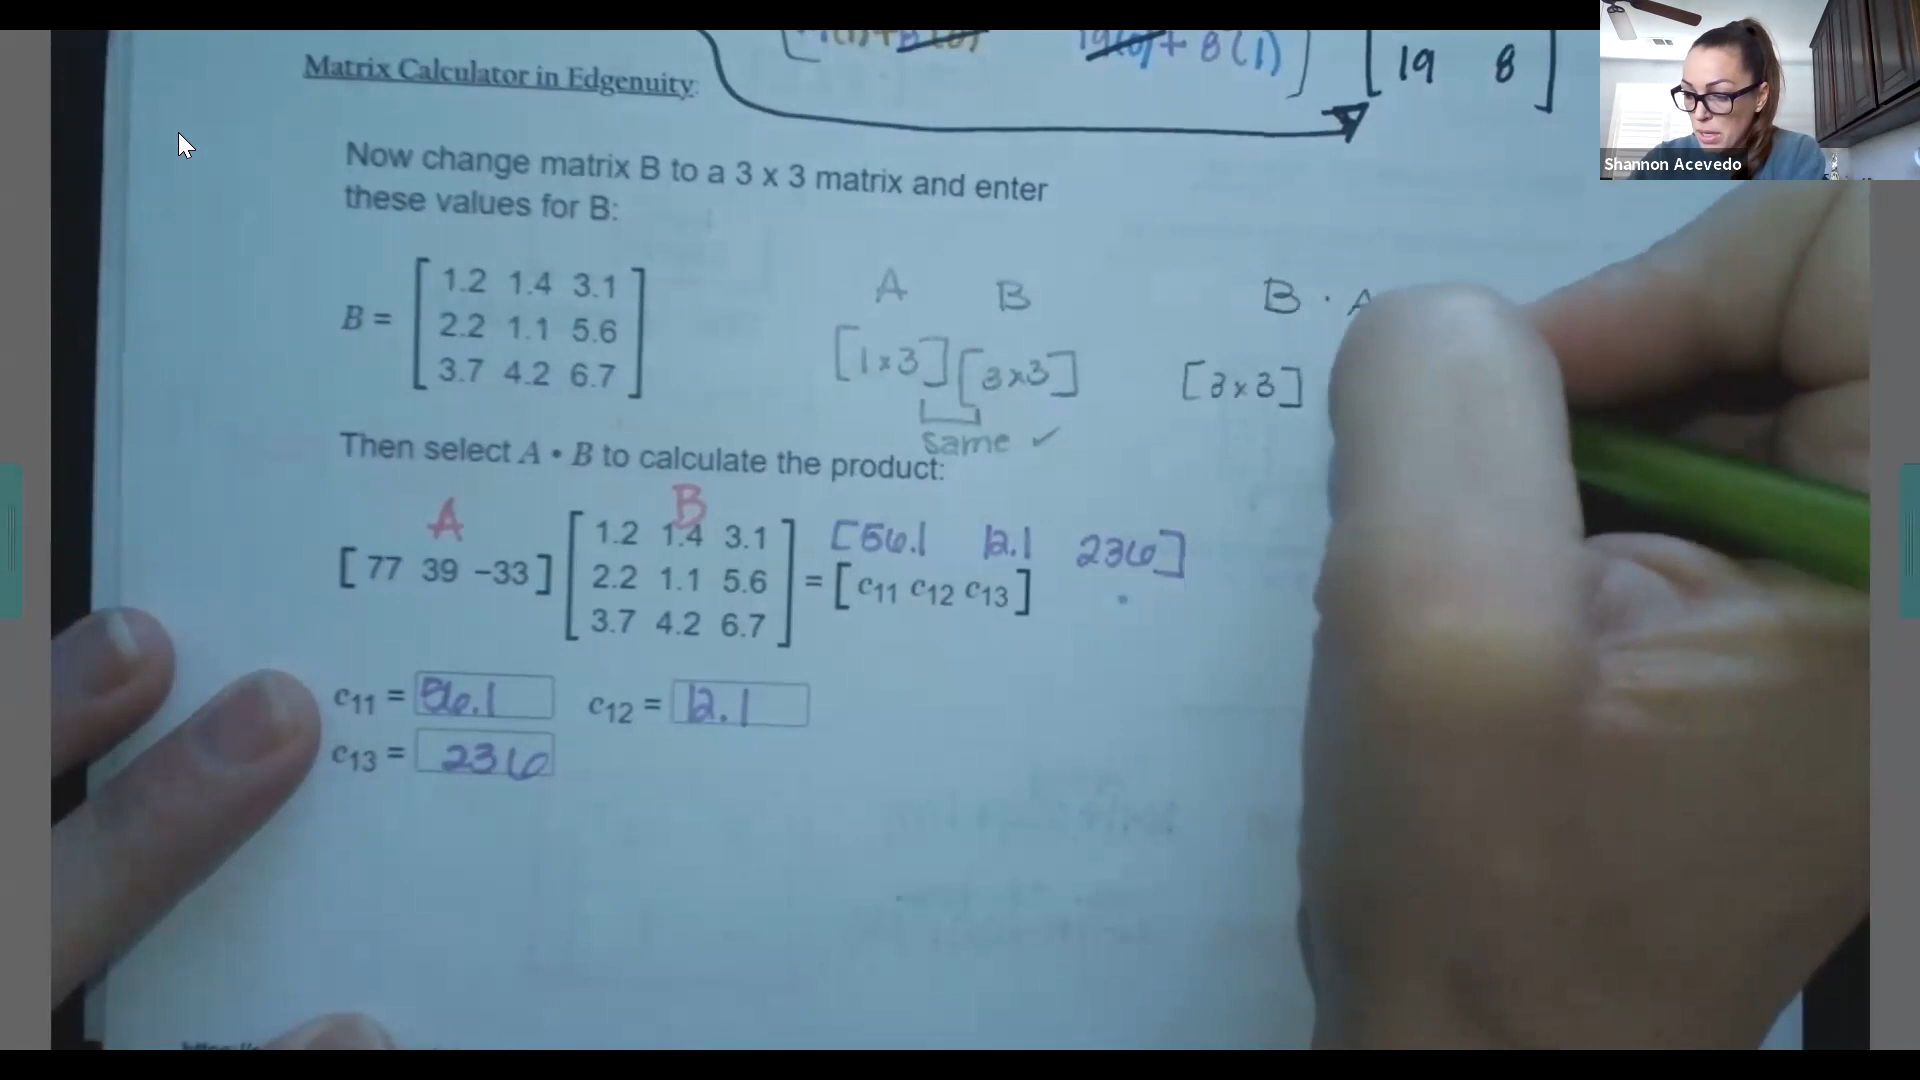 + 8(1)]
[19 8]
Matrix Calculator in Edgenuity:
Shannon Acevedo
Now change matrix B to a 3 x 3 matrix and enter
these values for B:
B = [1.2 1.4 3.1
2.2 1.1 5.6
3.7 4.2 6.7]
A B
[1x3] [3x3]
Same ✓
B · A
[3x3]
Then select A • B to calculate the product:
A B
[77 39 −33] [1.2 1.4 3.1
2.2 1.1 5.6
3.7 4.2 6.7] = [c11 c12 c13]
[56.1 12.1 236]
c11 = 56.1 c12 = 12.1
c13 = 236